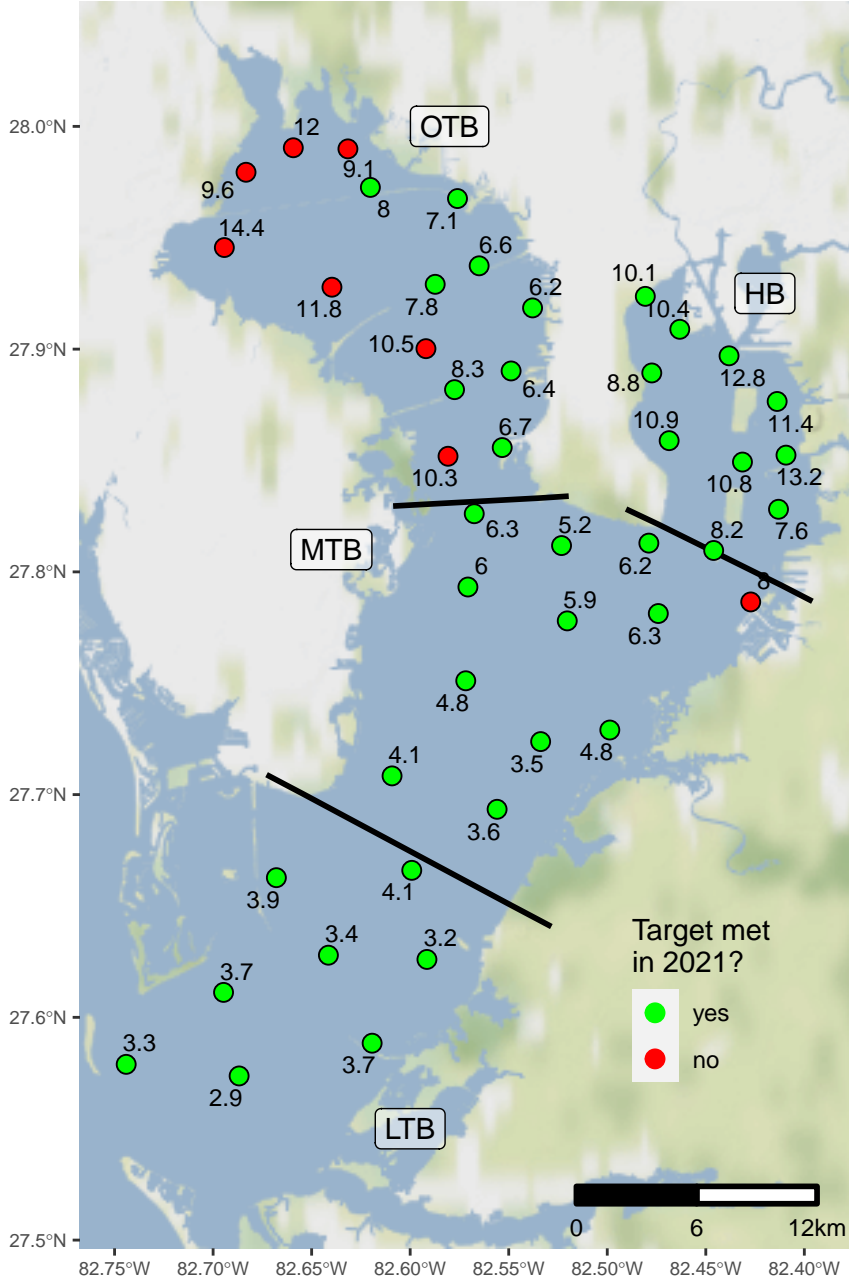 28.0°N
27.9°N
27.8°N
27.7°N
27.6°N
27.5°N
12
OTB
9.1
9.6
8
7.1
14.4
6.6
10.1
HB
6.2
10.4
7.8
11.8
10.5
8.3
8.8
12.8
6.4
11.4
10.9
6.7
10.3
10.8
13.2
6.3
5.2
8.2
7.6
MTB
6.2
6
8
5.9
6.3
4.8
4.1
3.5
4.8
3.6
3.9
4.1
3.4
3.2
Target met
in 2021?
3.7
yes
3.3
3.7
no
2.9
LTB
0 6 12km
82.75°W 82.70°W 82.65°W 82.60°W 82.55°W 82.50°W 82.45°W 82.40°W